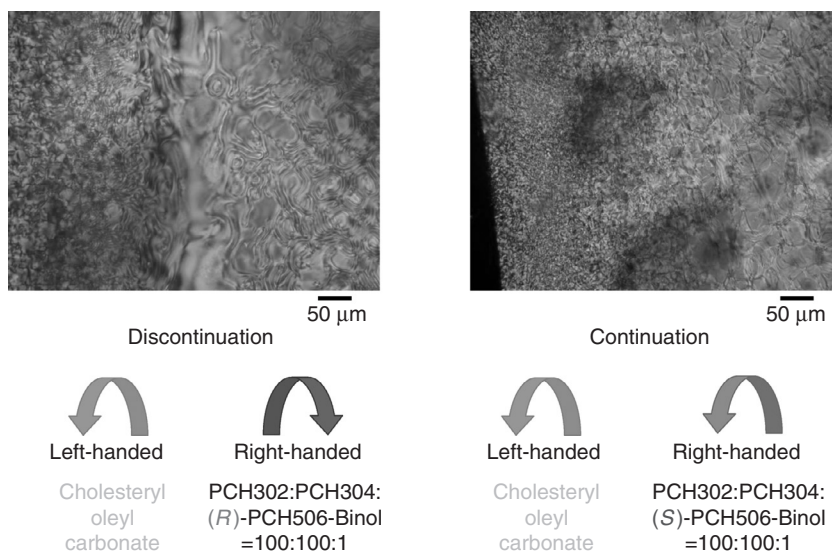 50 μm
50 μm
Discontinuation
Continuation
Left-handed
Right-handed
Left-handed
Right-handed
Cholesteryl
oleyl
carbonate
PCH302:PCH304:
(R)-PCH506-Binol
=100:100:1
Cholesteryl
oleyl
carbonate
PCH302:PCH304:
(S)-PCH506-Binol
=100:100:1